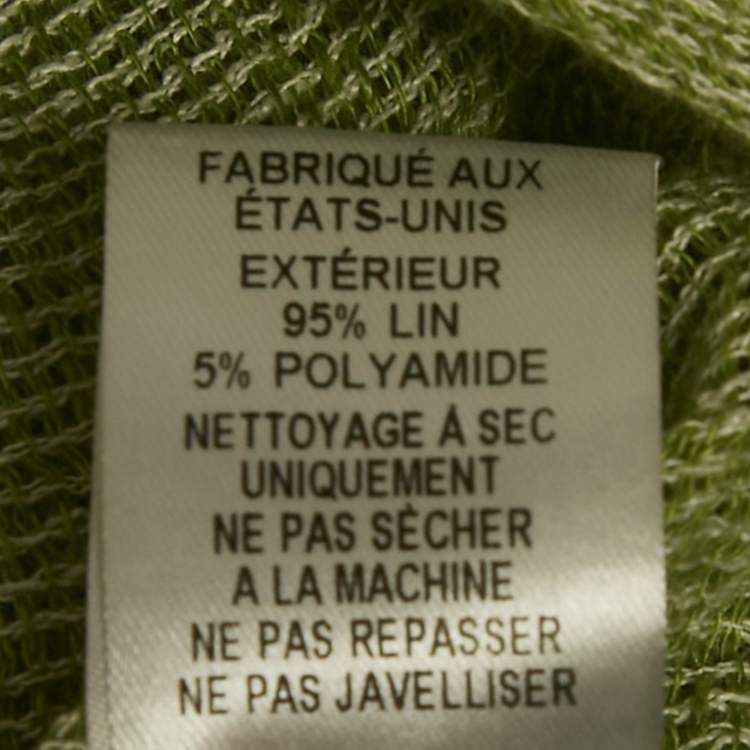 FABRIQUÉ AUX
ÉTATS-UNIS
EXTÉRIEUR
95% LIN
5% POLYAMIDE
NETTOYAGE À SEC
UNIQUEMENT
NE PAS SÈCHER
A LA MACHINE
NE PAS REPASSER
NE PAS JAVELLISER